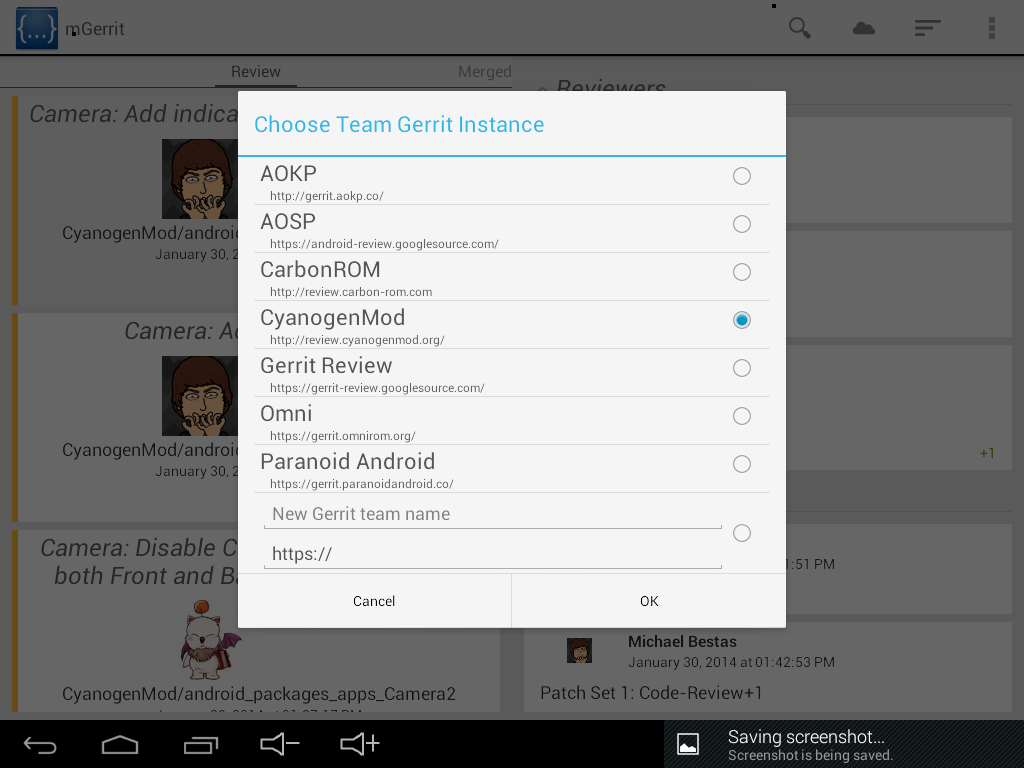 {...} mGerrit
Review
Merged
Reviewers
Camera: Add indica
CyanogenMod/androi
January 30, 2
Camera: Ad
CyanogenMod/androi
January 30, 2
Camera: Disable C
both Front and Ba
CyanogenMod/android_packages_apps_Camera2
Choose Team Gerrit Instance
AOKP
http://gerrit.aokp.co/
AOSP
https://android-review.googlesource.com/
CarbonROM
http://review.carbon-rom.com
CyanogenMod
http://review.cyanogenmod.org/
Gerrit Review
https://gerrit-review.googlesource.com/
Omni
https://gerrit.omnirom.org/
Paranoid Android
https://gerrit.paranoidandroid.co/
New Gerrit team name
https://
Cancel
OK
+1
1:51 PM
Michael Bestas
January 30, 2014 at 01:42:53 PM
Patch Set 1: Code-Review+1
Saving screenshot...
Screenshot is being saved.